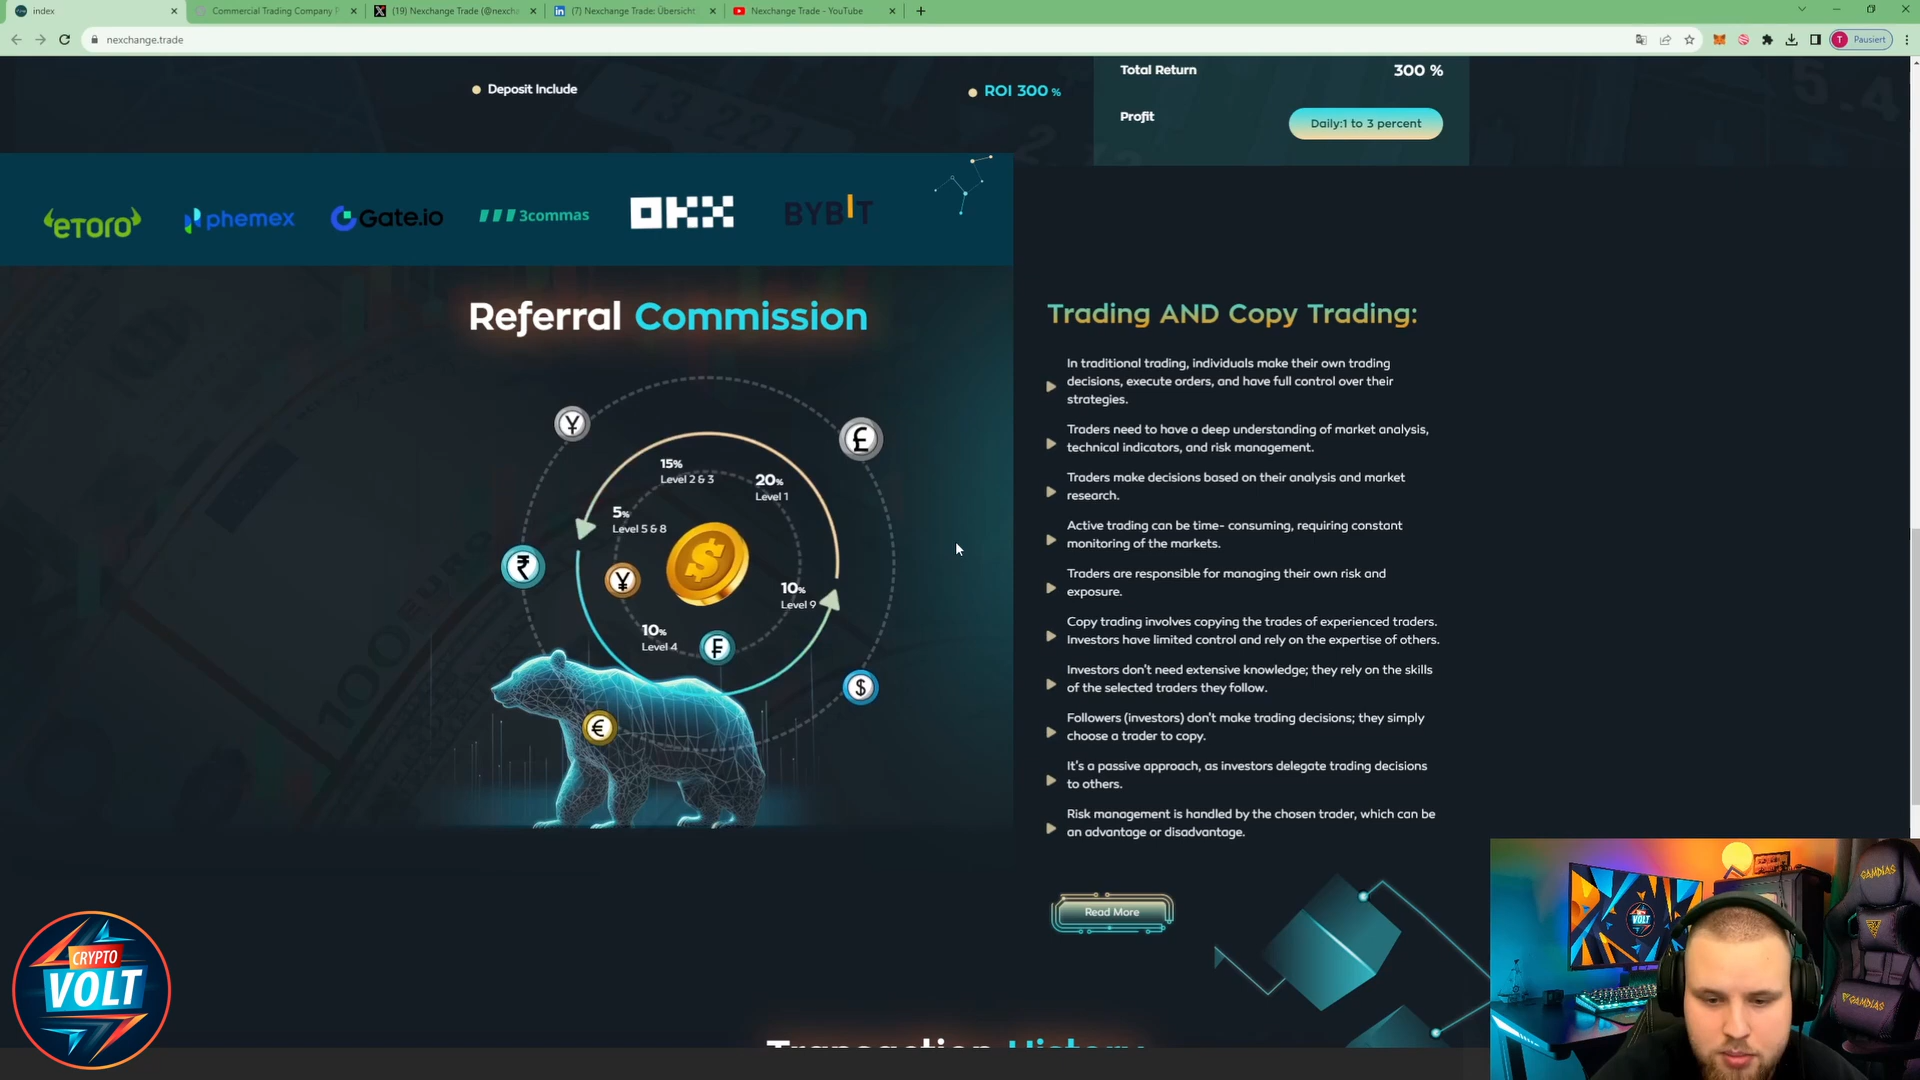 index
Commercial Trading Company
(19) Nexchange Trade (@nexcha
(7) Nexchange Trade: Übersicht
Nexchange Trade - YouTube
nexchange.trade
T
Pausiert
Deposit Include
ROI 300 %
Total Return
300 %
Profit
Daily:1 to 3 percent
eTORO
phemex
Gate.io
3commas
OKX
BYBIT
Referral Commission
15%
Level 2 & 3
20%
Level 1
5%
Level 5 & 8
10%
Level 9
10%
Level 4
Trading AND Copy Trading:
In traditional trading, individuals make their own trading
decisions, execute orders, and have full control over their
strategies.
Traders need to have a deep understanding of market analysis,
technical indicators, and risk management.
Traders make decisions based on their analysis and market
research.
Active trading can be time- consuming, requiring constant
monitoring of the markets.
Traders are responsible for managing their own risk and
exposure.
Copy trading involves copying the trades of experienced traders.
Investors have limited control and rely on the expertise of others.
Investors don't need extensive knowledge; they rely on the skills
of the selected traders they follow.
Followers (investors) don't make trading decisions; they simply
choose a trader to copy.
It's a passive approach, as investors delegate trading decisions
to others.
Risk management is handled by the chosen trader, which can be
an advantage or disadvantage.
Read More
Transaction History
CRYPTO
VOLT
VOLT
GAMDIAS
GAMDIAS